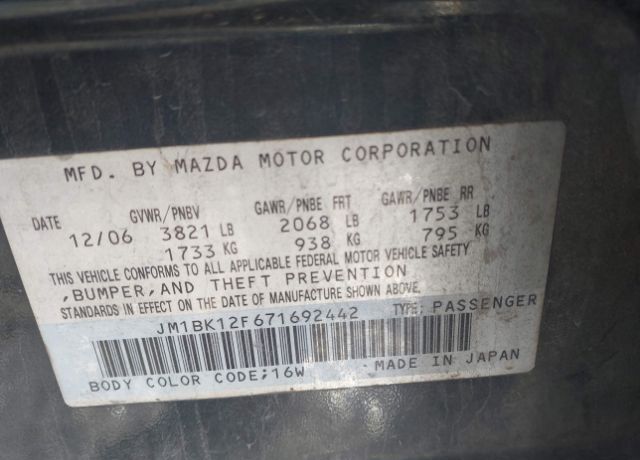 MFD. BY MAZDA MOTOR CORPORATION
DATE GVWR/PNBV GAWR/PNBE FRT GAWR/PNBE RR
12/06 3821 LB 2068 LB 1753 LB
1733 KG 938 KG 795 KG
THIS VEHICLE CONFORMS TO ALL APPLICABLE FEDERAL MOTOR VEHICLE SAFETY
,BUMPER,AND THEFT PREVENTION
STANDARDS IN EFFECT ON THE DATE OF MANUFACTURE SHOWN ABOVE.
JM1BK12F671692442 TYPE: PASSENGER
BODY COLOR CODE;16W MADE IN JAPAN